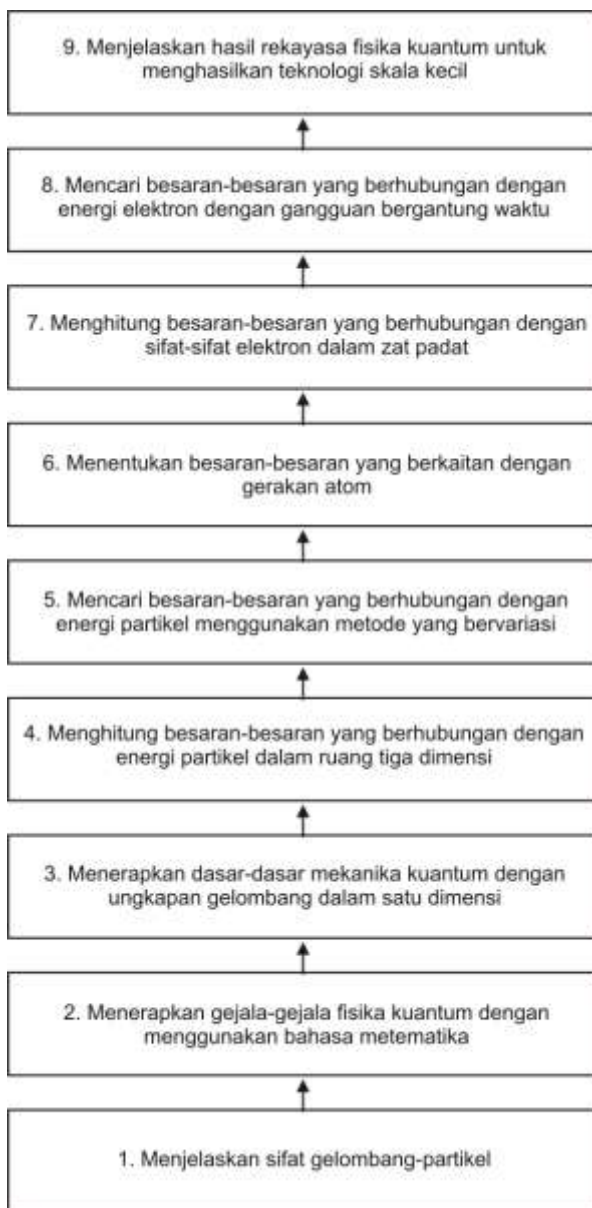 9. Menjelaskan hasil rekayasa fisika kuantum untuk
menghasilkan teknologi skala kecil
8. Mencari besaran-besaran yang berhubungan dengan
energi elektron dengan gangguan bergantung waktu
7. Menghitung besaran-besaran yang berhubungan dengan
sifat-sifat elektron dalam zat padat
6. Menentukan besaran-besaran yang berkaitan dengan
gerakan atom
5. Mencari besaran-besaran yang berhubungan dengan
energi partikel menggunakan metode yang bervariasi
4. Menghitung besaran-besaran yang berhubungan dengan
energi partikel dalam ruang tiga dimensi
3. Menerapkan dasar-dasar mekanika kuantum dengan
ungkapan gelombang dalam satu dimensi
2. Menerapkan gejala-gejala fisika kuantum dengan
menggunakan bahasa metematika
1. Menjelaskan sifat gelombang-partikel